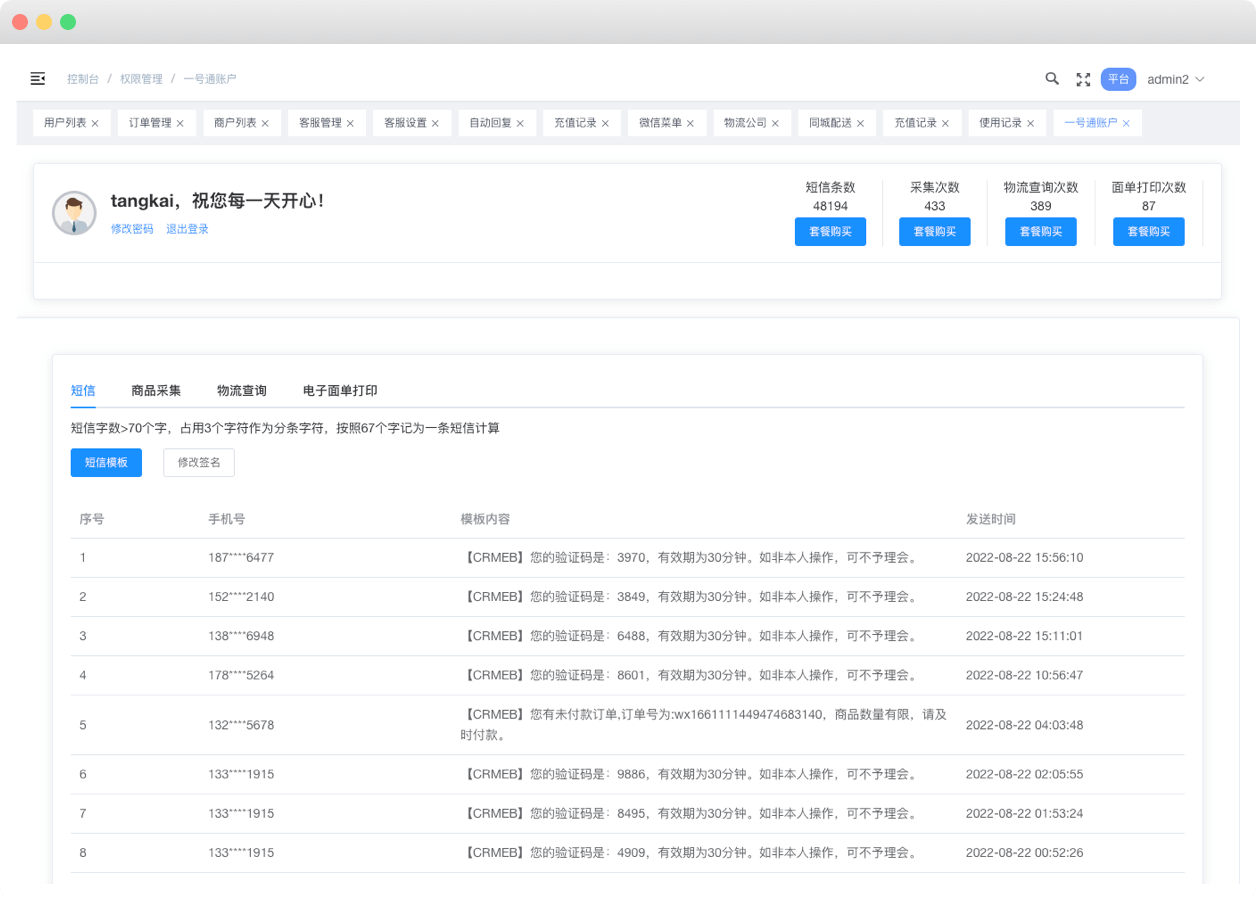 控制台 / 权限管理 / 一号通账户
平台 admin2
用户列表 × 订单管理 × 商户列表 × 客服管理 × 客服设置 × 自动回复 × 充值记录 × 微信菜单 × 物流公司 × 同城配送 × 充值记录 × 使用记录 × 一号通账户 ×
tangkai，祝您每一天开心！
修改密码 退出登录
短信条数 采集次数 物流查询次数 面单打印次数
48194 433 389 87
套餐购买 套餐购买 套餐购买 套餐购买
短信 商品采集 物流查询 电子面单打印
短信字数>70个字，占用3个字符作为分条字符，按照67个字记为一条短信计算
短信模板 修改签名
序号 手机号 模板内容 发送时间
1 187****6477 【CRMEB】您的验证码是：3970，有效期为30分钟。如非本人操作，可不予理会。 2022-08-22 15:56:10
2 152****2140 【CRMEB】您的验证码是：3849，有效期为30分钟。如非本人操作，可不予理会。 2022-08-22 15:24:48
3 138****6948 【CRMEB】您的验证码是：6488，有效期为30分钟。如非本人操作，可不予理会。 2022-08-22 15:11:01
4 178****5264 【CRMEB】您的验证码是：8601，有效期为30分钟。如非本人操作，可不予理会。 2022-08-22 10:56:47
5 132****5678 【CRMEB】您有未付款订单,订单号为:wx1661111449474683140，商品数量有限，请及 2022-08-22 04:03:48
时付款。
6 133****1915 【CRMEB】您的验证码是：9886，有效期为30分钟。如非本人操作，可不予理会。 2022-08-22 02:05:55
7 133****1915 【CRMEB】您的验证码是：8495，有效期为30分钟。如非本人操作，可不予理会。 2022-08-22 01:53:24
8 133****1915 【CRMEB】您的验证码是：4909，有效期为30分钟。如非本人操作，可不予理会。 2022-08-22 00:52:26